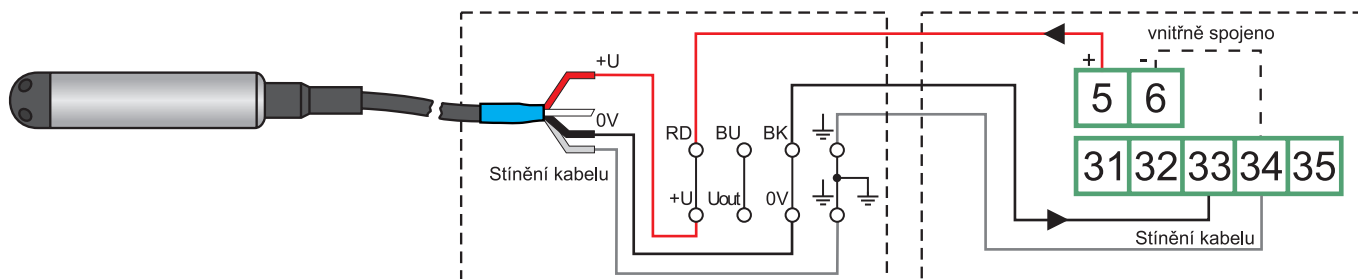 vnitřně spojeno
+U
+ -
5 6
0V
RD BU BK
31 32 33 34 35
Stínění kabelu
+U Uout 0V
Stínění kabelu